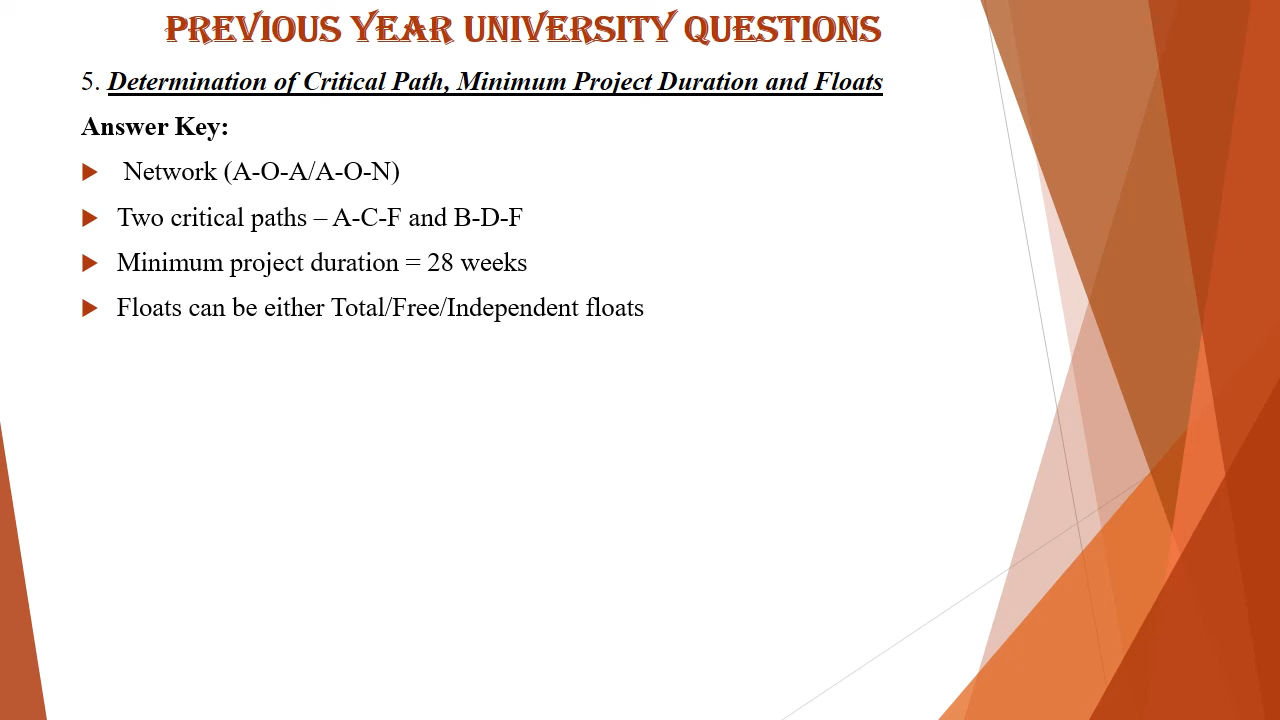 PREVIOUS YEAR UNIVERSITY QUESTIONS
5. Determination of Critical Path, Minimum Project Duration and Floats
Answer Key:
Network (A-O-A/A-O-N)
Two critical paths – A-C-F and B-D-F
Minimum project duration = 28 weeks
Floats can be either Total/Free/Independent floats